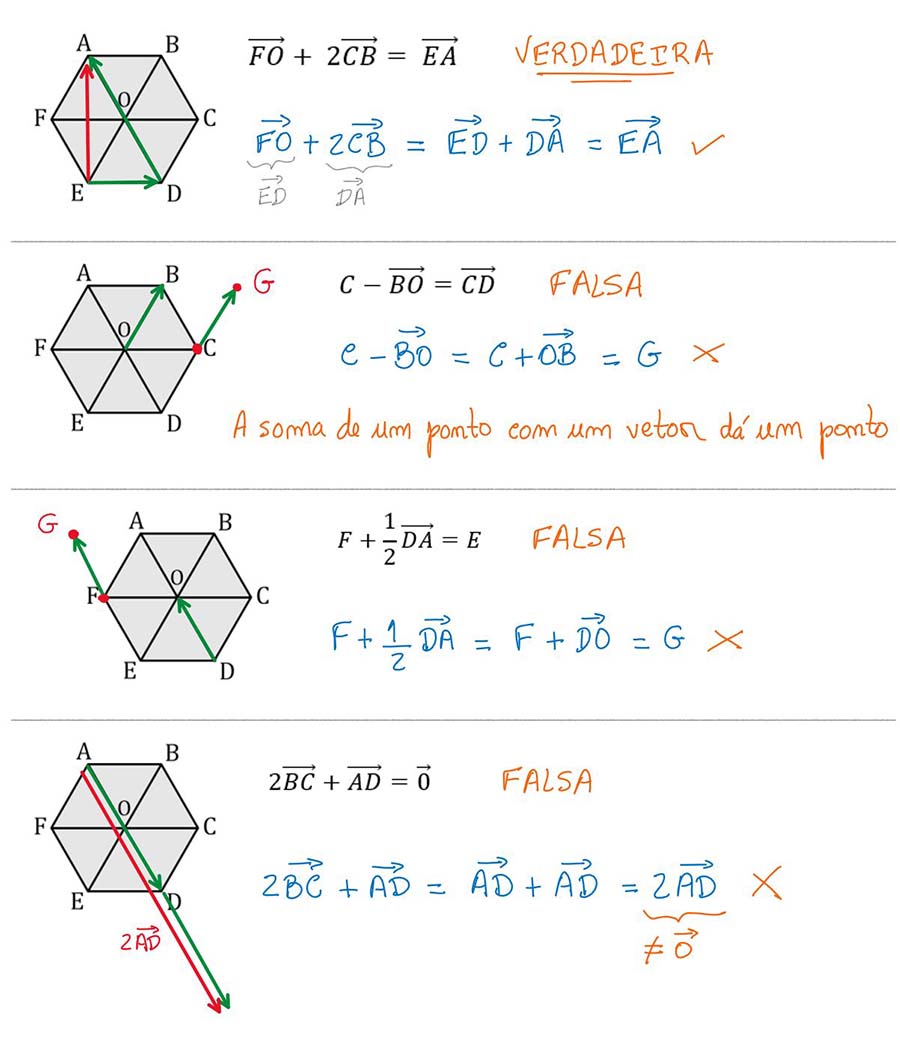 A B
F O C
E D
\overrightarrow{FO} + 2\overrightarrow{CB} = \overrightarrow{EA} VERDADEIRA
\overrightarrow{FO} + 2\overrightarrow{CB} = \overrightarrow{ED} + \overrightarrow{DA} = \overrightarrow{EA} ✓
\overrightarrow{ED} \overrightarrow{DA}
A B G
F O C
E D
C − \overrightarrow{BO} = \overrightarrow{CD} FALSA
C − \overrightarrow{BO} = C + \overrightarrow{OB} = G ✗
A soma de um ponto com um vetor dá um ponto
G A B
F O C
E D
F + \frac{1}{2}\overrightarrow{DA} = E FALSA
F + \frac{1}{2}\overrightarrow{DA} = F + \overrightarrow{DO} = G ✗
A B
F O C
E D
2\overrightarrow{AD}
2\overrightarrow{BC} + \overrightarrow{AD} = \vec{0} FALSA
2\overrightarrow{BC} + \overrightarrow{AD} = \overrightarrow{AD} + \overrightarrow{AD} = 2\overrightarrow{AD} ✗
≠ \vec{0}